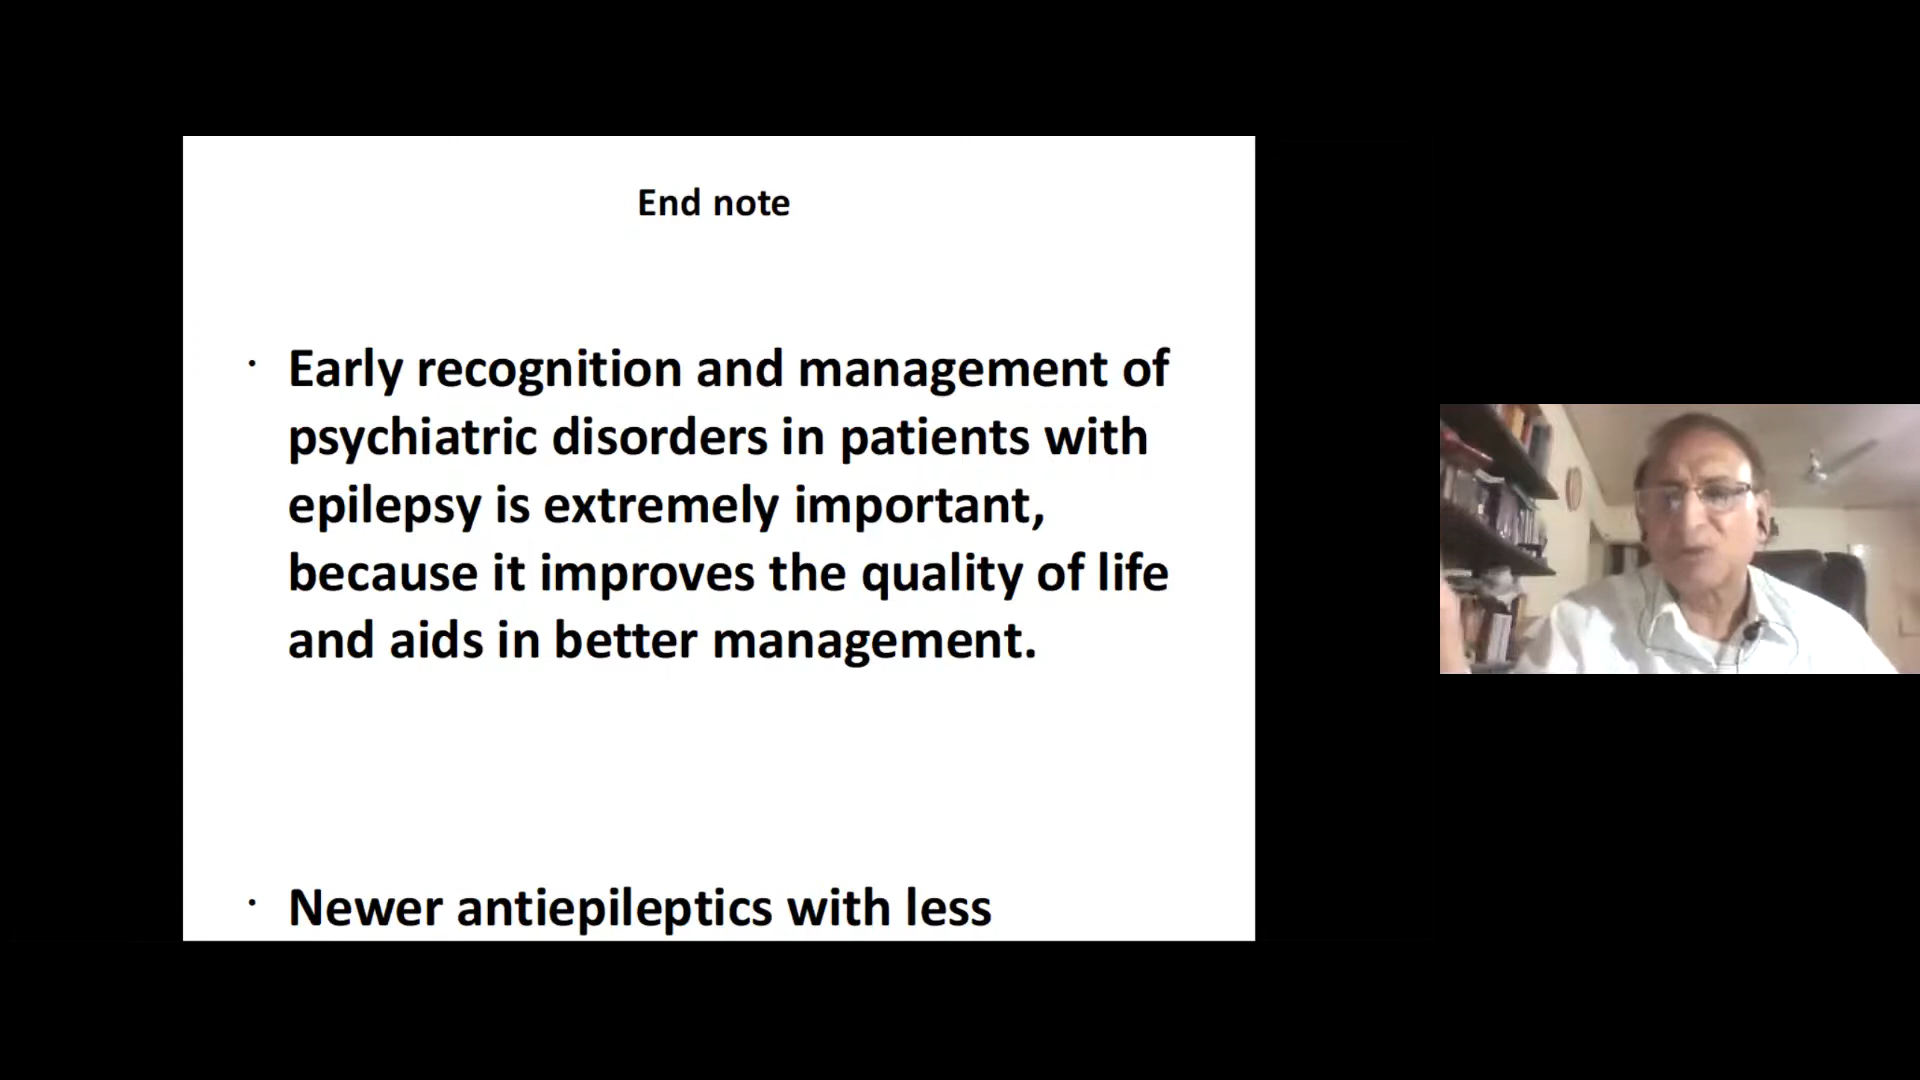 End note
· Early recognition and management of
psychiatric disorders in patients with
epilepsy is extremely important,
because it improves the quality of life
and aids in better management.
· Newer antiepileptics with less